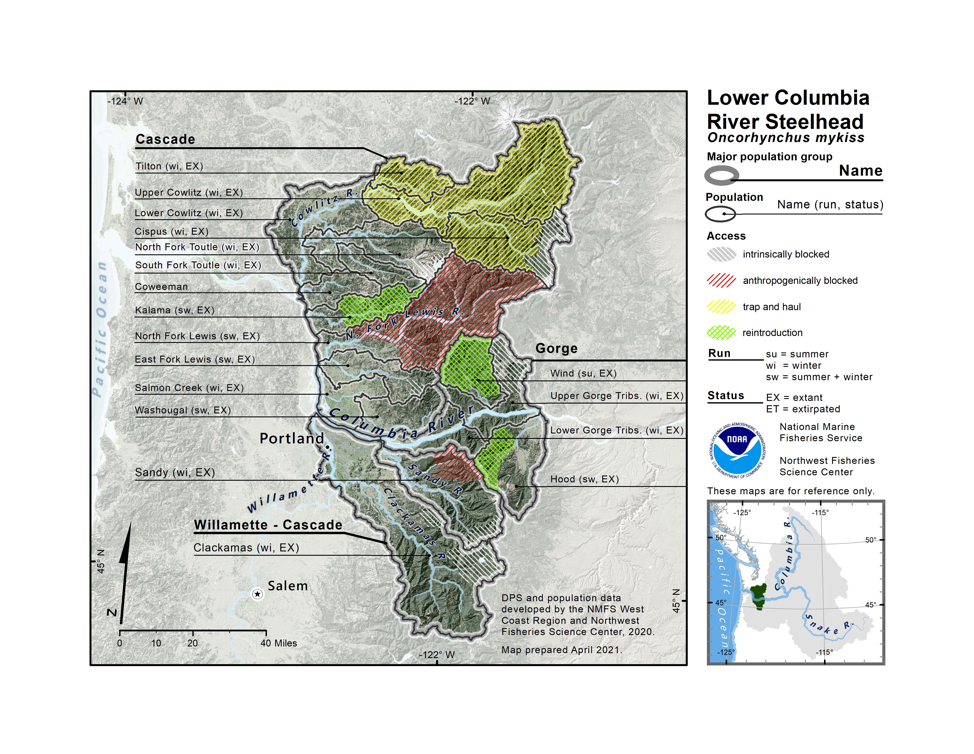 -124° W
-122° W
Cascade
Tilton (wi, EX)
Upper Cowlitz (wi, EX)
Lower Cowlitz (wi, EX)
Cispus (wi, EX)
North Fork Toutle (wi, EX)
South Fork Toutle (wi, EX)
Coweeman
Kalama (sw, EX)
North Fork Lewis (sw, EX)
East Fork Lewis (sw, EX)
Salmon Creek (wi, EX)
Washougal (sw, EX)
Portland
Sandy (wi, EX)
Willamette - Cascade
Clackamas (wi, EX)
Salem
Pacific Ocean
Cowlitz R.
N. Fork Lewis R.
Columbia River
Willamette R.
Sandy R.
Clackamas R.
Gorge
Wind (su, EX)
Upper Gorge Tribs. (wi, EX)
Lower Gorge Tribs. (wi, EX)
Hood (sw, EX)
45° N
45° N
N
0 10 20 40 Miles
-122° W
DPS and population data
developed by the NMFS West
Coast Region and Northwest
Fisheries Science Center, 2020.
Map prepared April 2021.
Lower Columbia
River Steelhead
Oncorhynchus mykiss
Major population group
Name
Population
Name (run, status)
Access
intrinsically blocked
anthropogenically blocked
trap and haul
reintroduction
Run
su = summer
wi = winter
sw = summer + winter
Status
EX = extant
ET = extirpated
NOAA
National Marine
Fisheries Service
Northwest Fisheries
Science Center
These maps are for reference only.
-125°
-115°
50°
50°
45°
45°
-125°
-115°
Pacific Ocean
Columbia R.
Snake R.